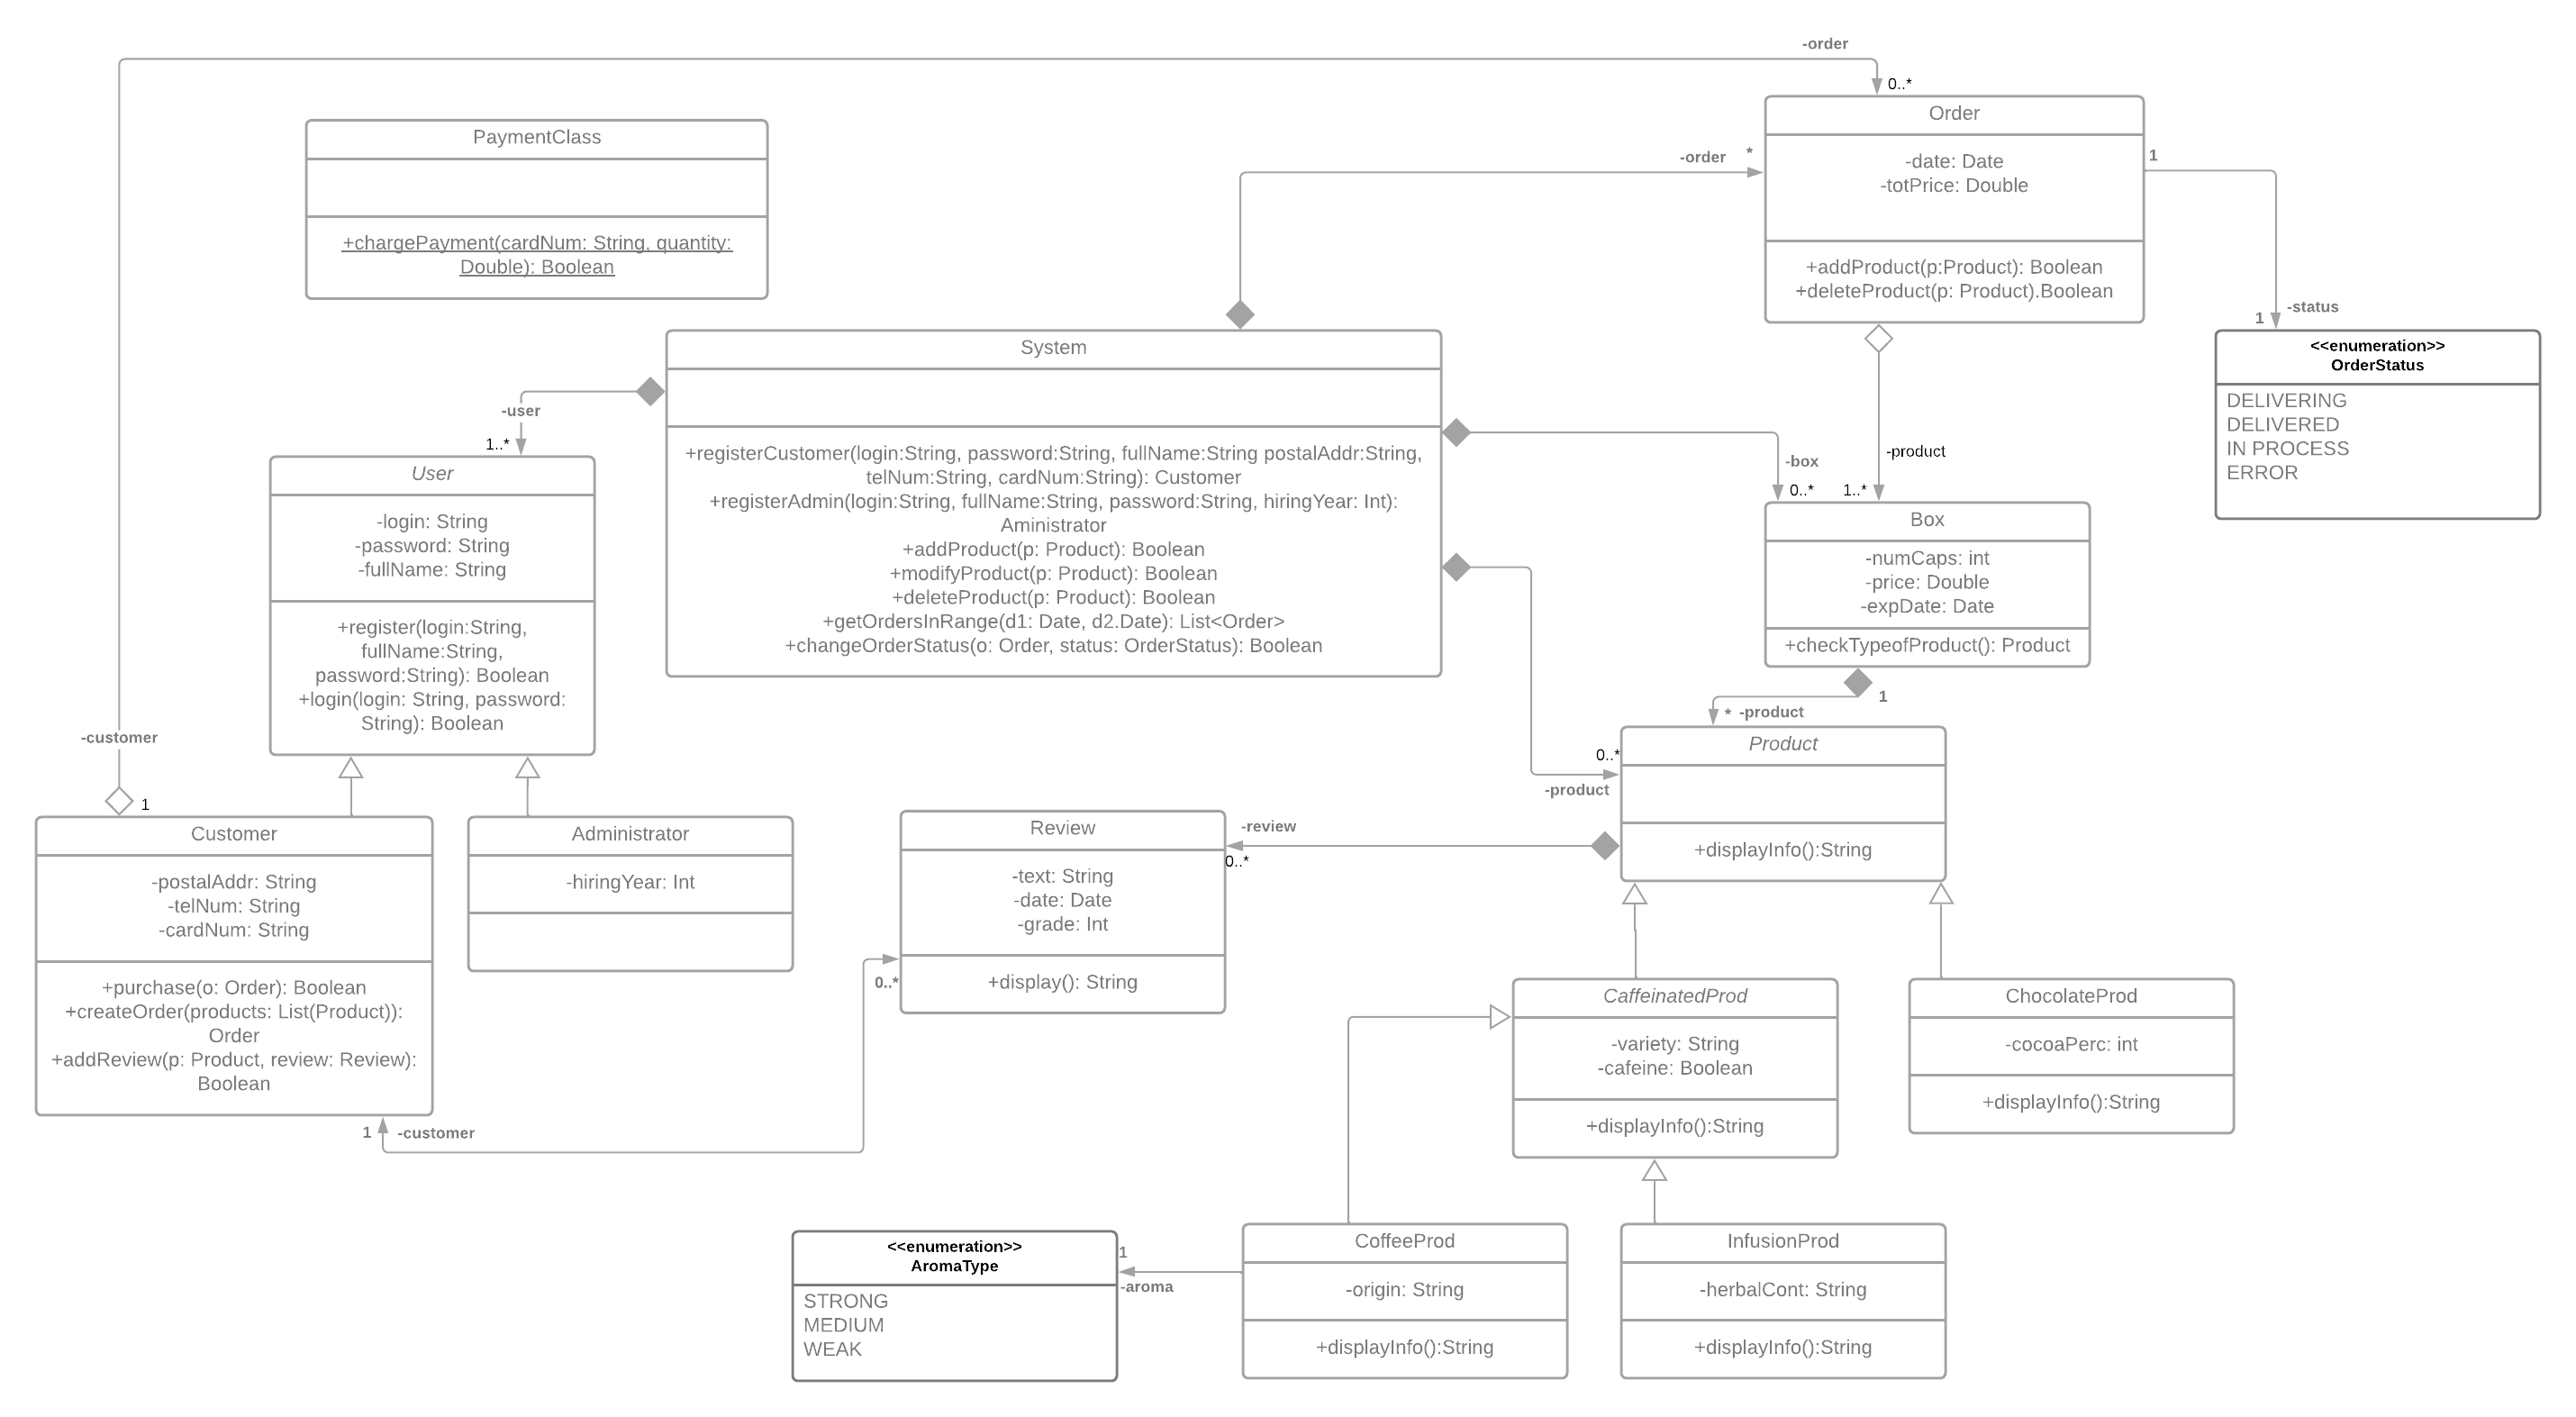 -order
0..*
Order
-date: Date
-totPrice: Double
+addProduct(p:Product): Boolean
+deleteProduct(p: Product).Boolean
PaymentClass
+chargePayment(cardNum: String, quantity:
Double): Boolean
-order
*
1
-status
1
<<enumeration>>
OrderStatus
DELIVERING
DELIVERED
IN PROCESS
ERROR
System
+registerCustomer(login:String, password:String, fullName:String postalAddr:String,
telNum:String, cardNum:String): Customer
+registerAdmin(login:String, fullName:String, password:String, hiringYear: Int):
Aministrator
+addProduct(p: Product): Boolean
+modifyProduct(p: Product): Boolean
+deleteProduct(p: Product): Boolean
+getOrdersInRange(d1: Date, d2.Date): List<Order>
+changeOrderStatus(o: Order, status: OrderStatus): Boolean
-user
1..*
User
-login: String
-password: String
-fullName: String
+register(login:String,
fullName:String,
password:String): Boolean
+login(login: String, password:
String): Boolean
-box
0..*
-product
1..*
Box
-numCaps: int
-price: Double
-expDate: Date
+checkTypeofProduct(): Product
1
* -product
0..*
-product
Product
+displayInfo():String
-customer
1
Customer
-postalAddr: String
-telNum: String
-cardNum: String
+purchase(o: Order): Boolean
+createOrder(products: List(Product)):
Order
+addReview(p: Product, review: Review):
Boolean
Administrator
-hiringYear: Int
Review
-text: String
-date: Date
-grade: Int
+display(): String
-review
0..*
0..*
1
-customer
CaffeinatedProd
-variety: String
-cafeine: Boolean
+displayInfo():String
ChocolateProd
-cocoaPerc: int
+displayInfo():String
<<enumeration>>
AromaType
STRONG
MEDIUM
WEAK
1
-aroma
CoffeeProd
-origin: String
+displayInfo():String
InfusionProd
-herbalCont: String
+displayInfo():String